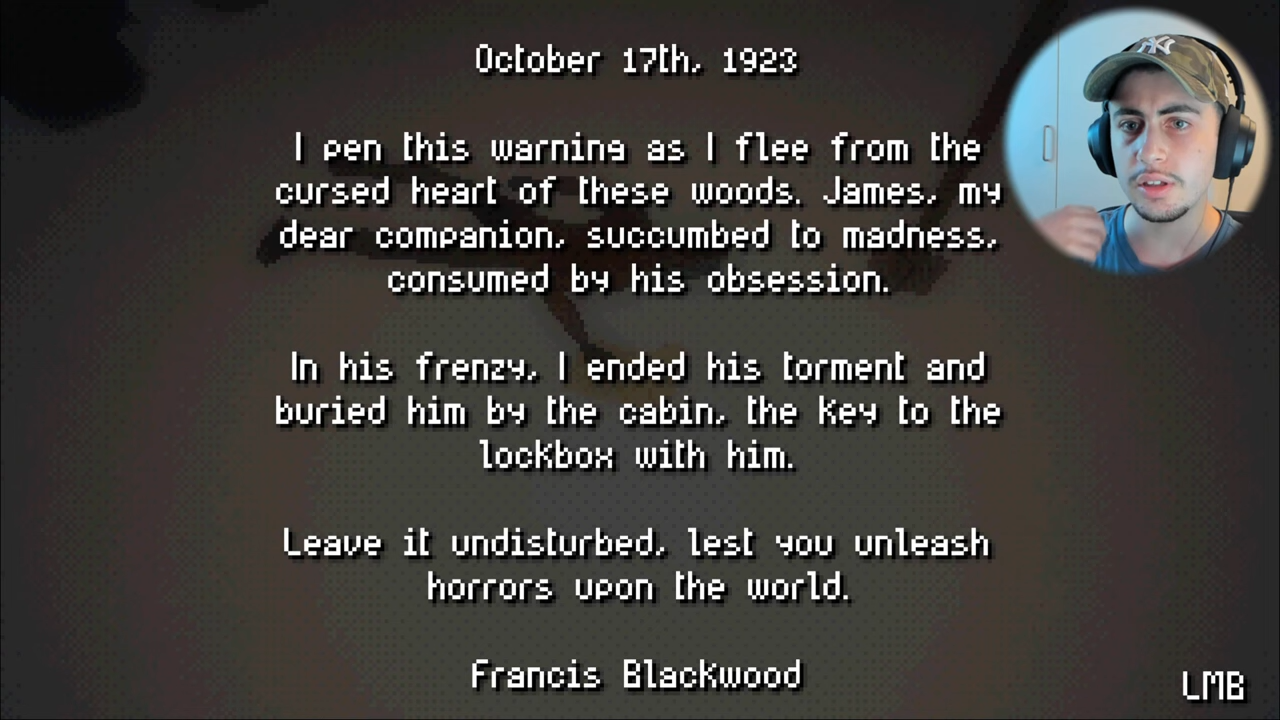 October 17th, 1923
I pen this warning as I flee from the
cursed heart of these woods. James, my
dear companion, succumbed to madness,
consumed by his obsession.
In his frenzy, I ended his torment and
buried him by the cabin, the key to the
lockbox with him.
Leave it undisturbed, lest you unleash
horrors upon the world.
Francis Blackwood
LMB
NY